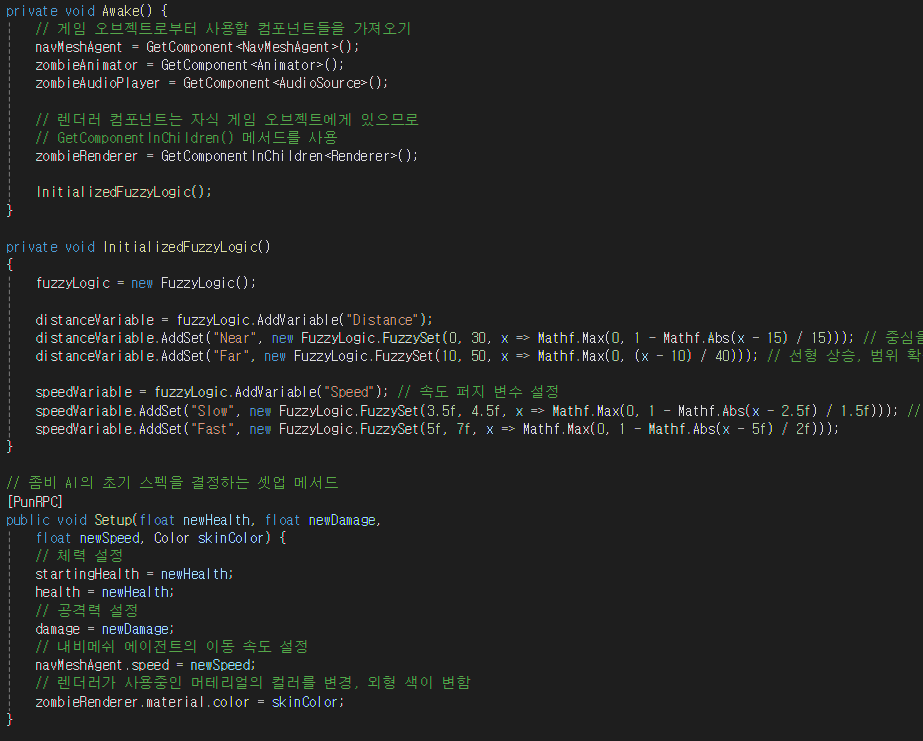 private void Awake() {
// 게임 오브젝트로부터 사용할 컴포넌트들을 가져오기
navMeshAgent = GetComponent<NavMeshAgent>();
zombieAnimator = GetComponent<Animator>();
zombieAudioPlayer = GetComponent<AudioSource>();
// 렌더러 컴포넌트는 자식 게임 오브젝트에게 있으므로
// GetComponentInChildren() 메서드를 사용
zombieRenderer = GetComponentInChildren<Renderer>();
InitializedFuzzyLogic();
}
private void InitializedFuzzyLogic()
{
fuzzyLogic = new FuzzyLogic();
distanceVariable = fuzzyLogic.AddVariable("Distance");
distanceVariable.AddSet("Near", new FuzzyLogic.FuzzySet(0, 30, x => Mathf.Max(0, 1 - Mathf.Abs(x - 15) / 15))); // 중심을
distanceVariable.AddSet("Far", new FuzzyLogic.FuzzySet(10, 50, x => Mathf.Max(0, (x - 10) / 40))); // 선형 상승, 범위 확
speedVariable = fuzzyLogic.AddVariable("Speed"); // 속도 퍼지 변수 설정
speedVariable.AddSet("Slow", new FuzzyLogic.FuzzySet(3.5f, 4.5f, x => Mathf.Max(0, 1 - Mathf.Abs(x - 2.5f) / 1.5f))); //
speedVariable.AddSet("Fast", new FuzzyLogic.FuzzySet(5f, 7f, x => Mathf.Max(0, 1 - Mathf.Abs(x - 5f) / 2f)));
}
// 좀비 AI의 초기 스펙을 결정하는 셋업 메서드
[PunRPC]
public void Setup(float newHealth, float newDamage,
float newSpeed, Color skinColor) {
// 체력 설정
startingHealth = newHealth;
health = newHealth;
// 공격력 설정
damage = newDamage;
// 내비메쉬 에이전트의 이동 속도 설정
navMeshAgent.speed = newSpeed;
// 렌더러가 사용중인 머테리얼의 컬러를 변경, 외형 색이 변함
zombieRenderer.material.color = skinColor;
}